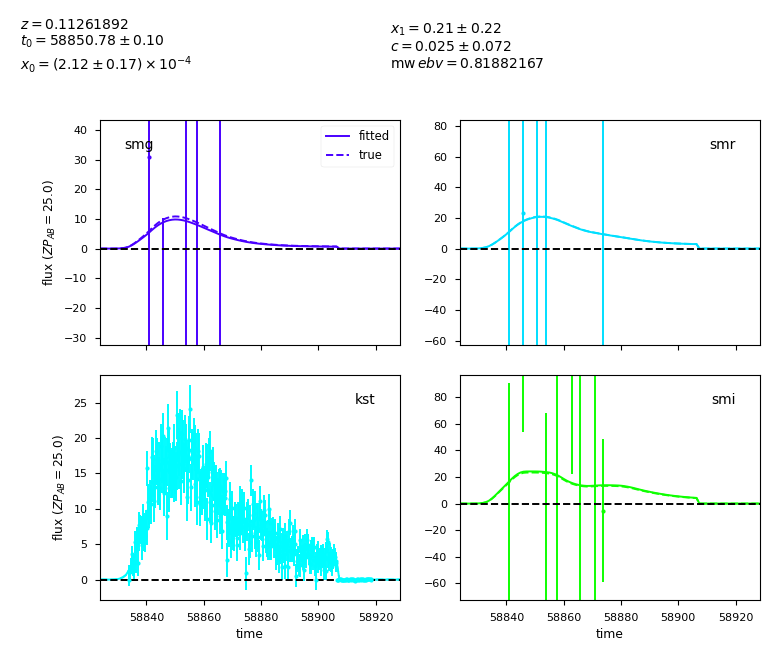 z = 0.11261892
t₀ = 58850.78 ± 0.10
x₀ = (2.12 ± 0.17) × 10⁻⁴
x₁ = 0.21 ± 0.22
c = 0.025 ± 0.072
mw ebv = 0.81882167
smg
fitted
true
40
30
20
10
0
−10
−20
−30
flux (ZP_AB = 25.0)
smr
80
60
40
20
0
−20
−40
−60
kst
25
20
15
10
5
0
flux (ZP_AB = 25.0)
58840 58860 58880 58900 58920
time
smi
80
60
40
20
0
−20
−40
−60
58840 58860 58880 58900 58920
time